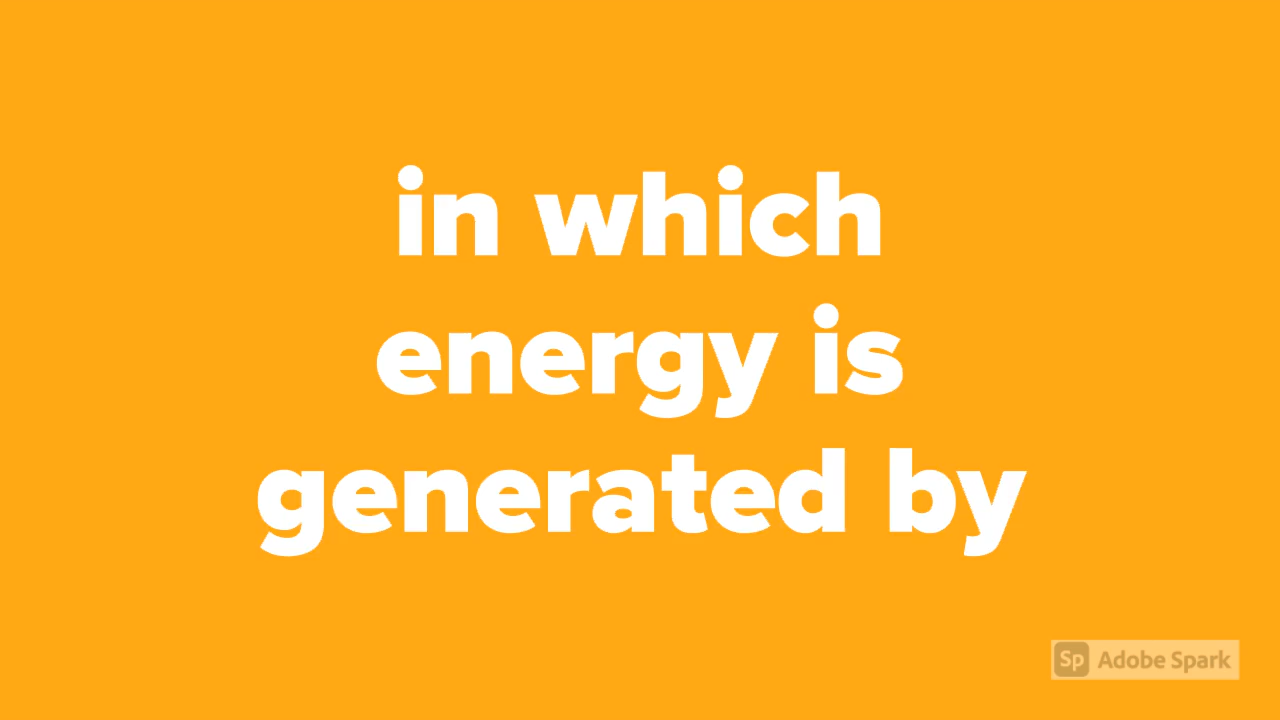 in which
energy is
generated by
Sp Adobe Spark